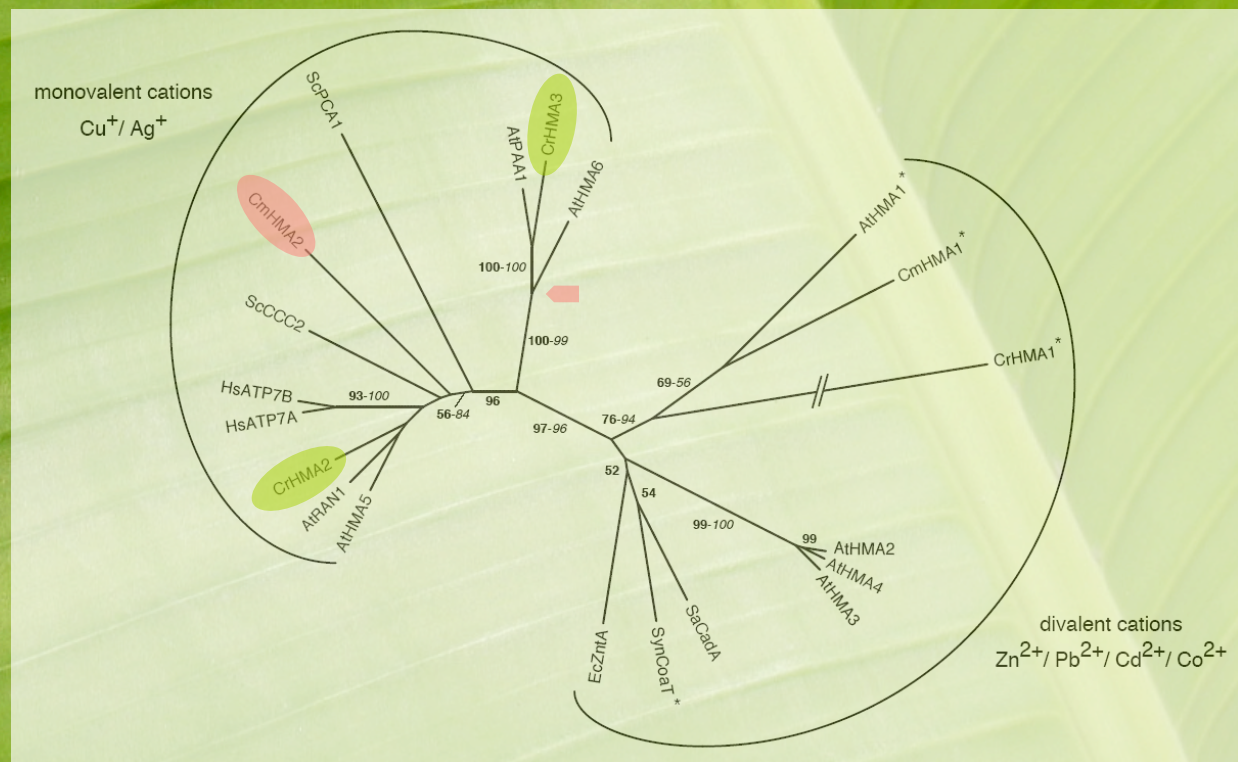 monovalent cations
Cu+/ Ag+
ScPCA1
AtPAA1
CrHMA3
AtHMA6
CmHMA2
ScCCC2
HsATP7B
HsATP7A
CrHMA2
AtRAN1
AtHMA5
93-100
56-84
96
100-100
100-99
97-96
76-94
69-56
AtHMA1*
CmHMA1*
CrHMA1*
52
54
99-100
99
AtHMA2
AtHMA4
AtHMA3
SaCadA
SynCoaT*
EcZntA
divalent cations
Zn2+/ Pb2+/ Cd2+/ Co2+